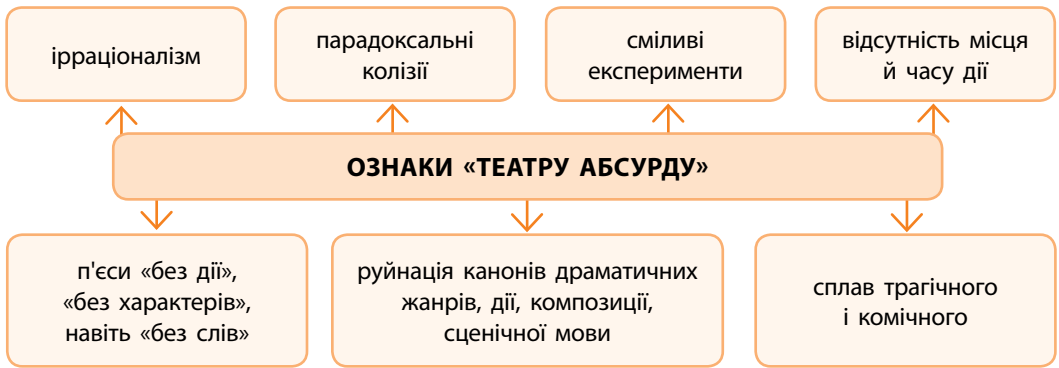 ірраціоналізм
парадоксальні
колізії
сміливі
експерименти
відсутність місця
й часу дії
ОЗНАКИ «ТЕАТРУ АБСУРДУ»
п'єси «без дії»,
«без характерів»,
навіть «без слів»
руйнація канонів драматичних
жанрів, дії, композиції,
сценічної мови
сплав трагічного
і комічного